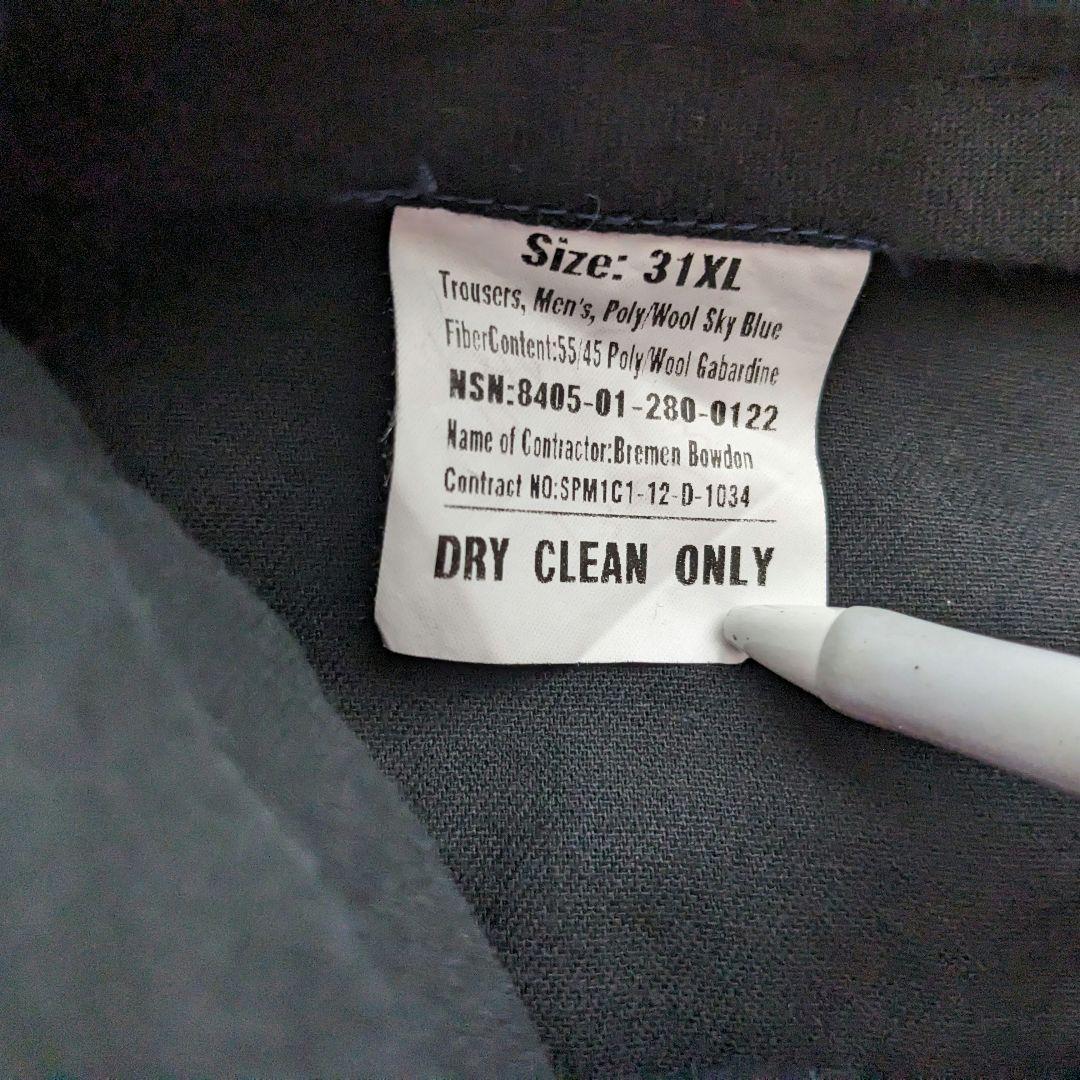 Size: 31XL
Trousers, Men's, Poly/Wool Sky Blue
FiberContent:55/45 Poly/Wool Gabardine
NSN:8405-01-280-0122
Name of Contractor:Bremen Bowdon
Contract NO:SPM1C1-12-D-1034
DRY CLEAN ONLY